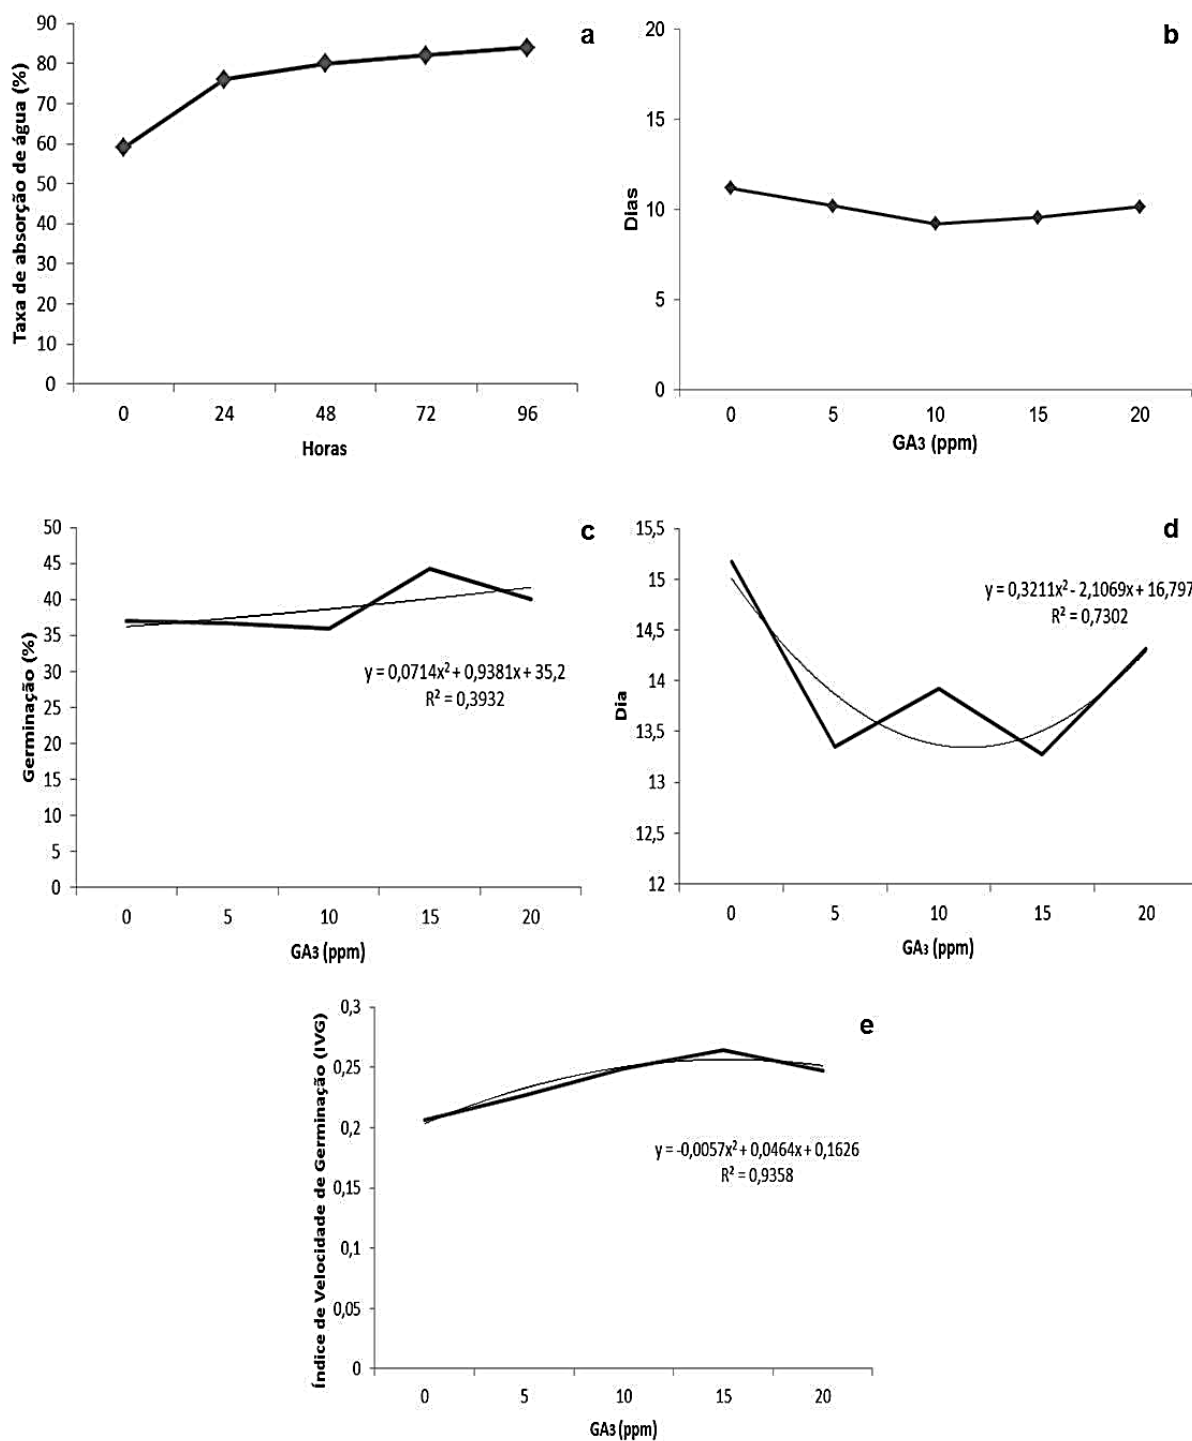 a
Taxa de absorção de água (%)
90
80
70
60
50
40
30
20
10
0
0 24 48 72 96
Horas
b
Dias
20
15
10
5
0
0 5 10 15 20
GA₃ (ppm)
c
Germinação (%)
50
45
40
35
30
25
20
15
10
5
0
y = 0,0714x² + 0,9381x + 35,2
R² = 0,3932
0 5 10 15 20
GA₃ (ppm)
d
Dia
15,5
15
14,5
14
13,5
13
12,5
12
y = 0,3211x² - 2,1069x + 16,797
R² = 0,7302
0 5 10 15 20
GA₃ (ppm)
e
Índice de Velocidade de Germinação (IVG)
0,3
0,25
0,2
0,15
0,1
0,05
0
y = -0,0057x² + 0,0464x + 0,1626
R² = 0,9358
0 5 10 15 20
GA₃ (ppm)